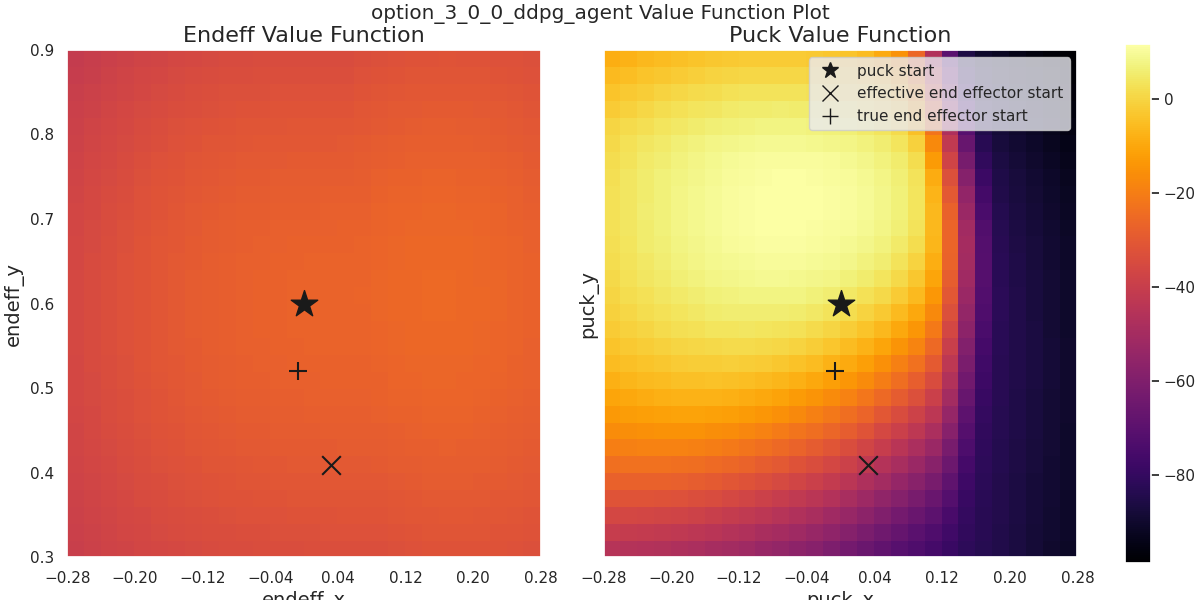 option_3_0_0_ddpg_agent Value Function Plot
Endeff Value Function
Puck Value Function
puck start
effective end effector start
true end effector start
endeff_y
0.9
0.8
0.7
0.6
0.5
0.4
0.3
−0.28 −0.20 −0.12 −0.04 0.04 0.12 0.20 0.28
endeff_x
puck_y
−0.28 −0.20 −0.12 −0.04 0.04 0.12 0.20 0.28
puck_x
0
−20
−40
−60
−80